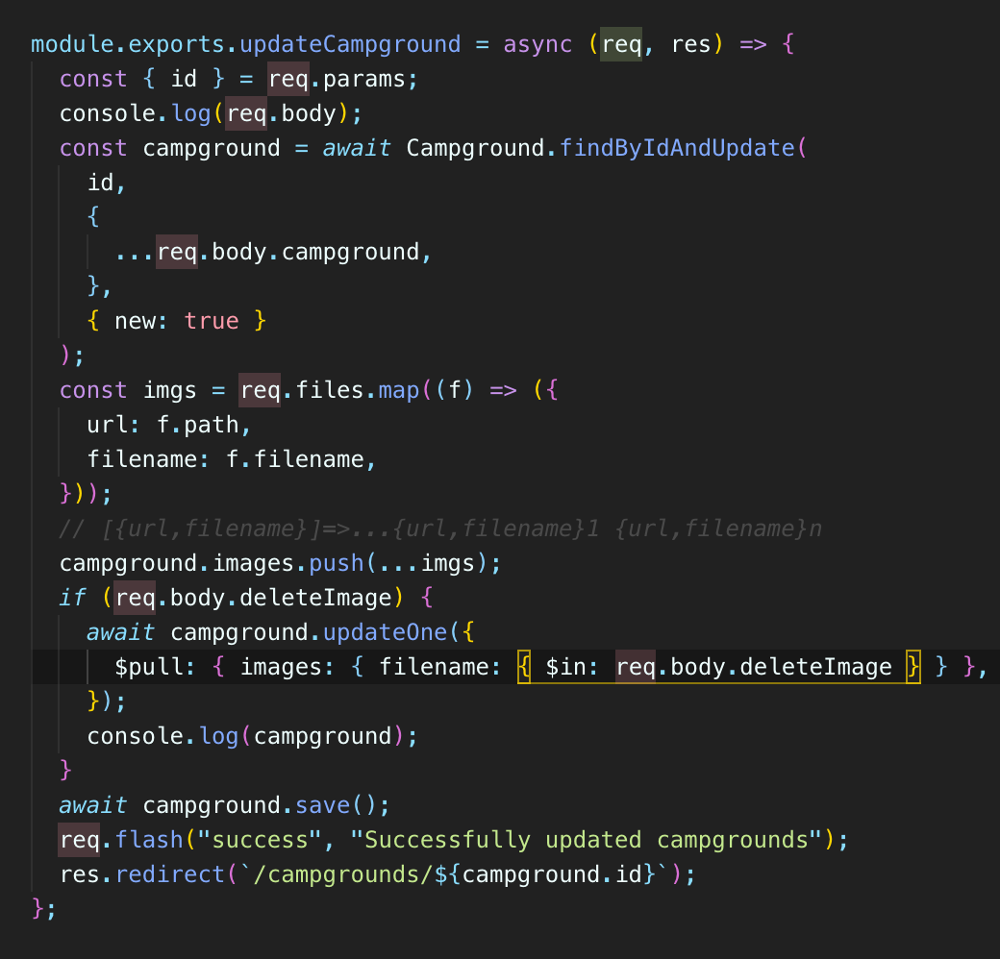 module.exports.updateCampground = async (req, res) => {
  const { id } = req.params;
  console.log(req.body);
  const campground = await Campground.findByIdAndUpdate(
    id,
    {
      ...req.body.campground,
    },
    { new: true }
  );
  const imgs = req.files.map((f) => ({
    url: f.path,
    filename: f.filename,
  }));
  // [{url,filename}]=>...{url,filename}1 {url,filename}n
  campground.images.push(...imgs);
  if (req.body.deleteImage) {
    await campground.updateOne({
      $pull: { images: { filename: { $in: req.body.deleteImage } } },
    });
    console.log(campground);
  }
  await campground.save();
  req.flash("success", "Successfully updated campgrounds");
  res.redirect(`/campgrounds/${campground.id}`);
};